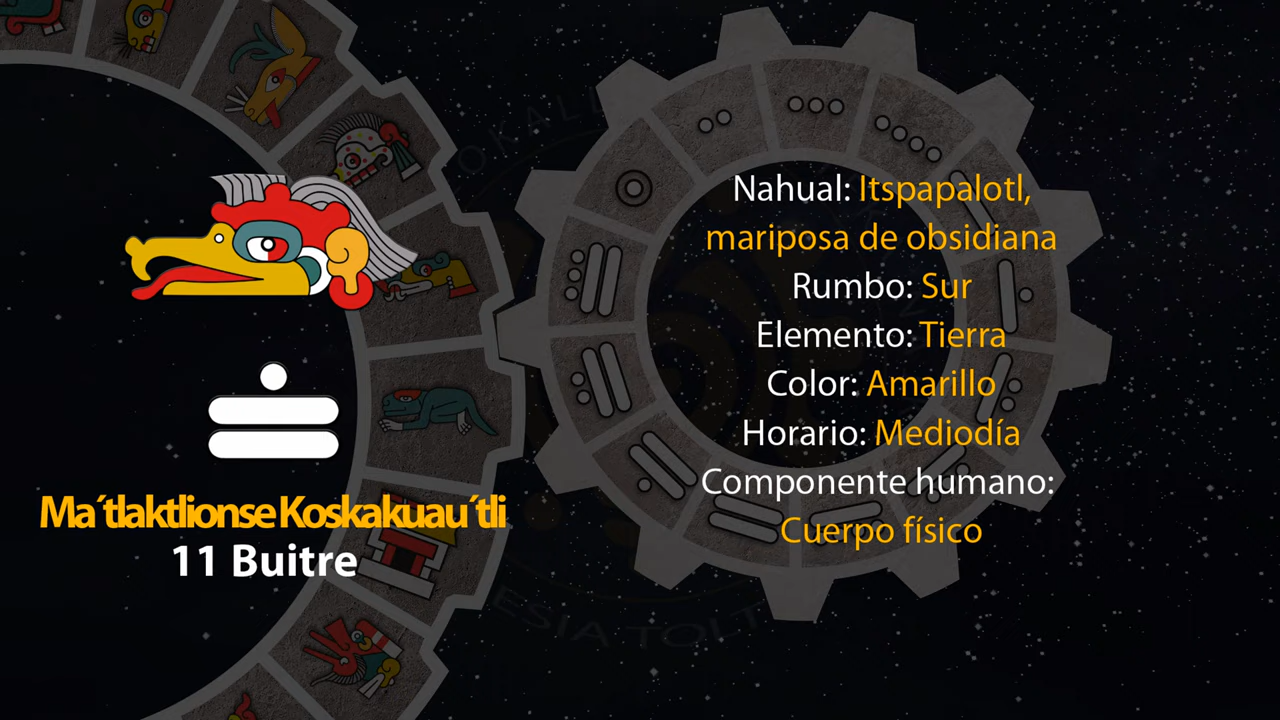 Ma´tlaktlionse Koskakuau´tli
11 Buitre
Nahual: Itspapalotl,
mariposa de obsidiana
Rumbo: Sur
Elemento: Tierra
Color: Amarillo
Horario: Mediodía
Componente humano:
Cuerpo físico